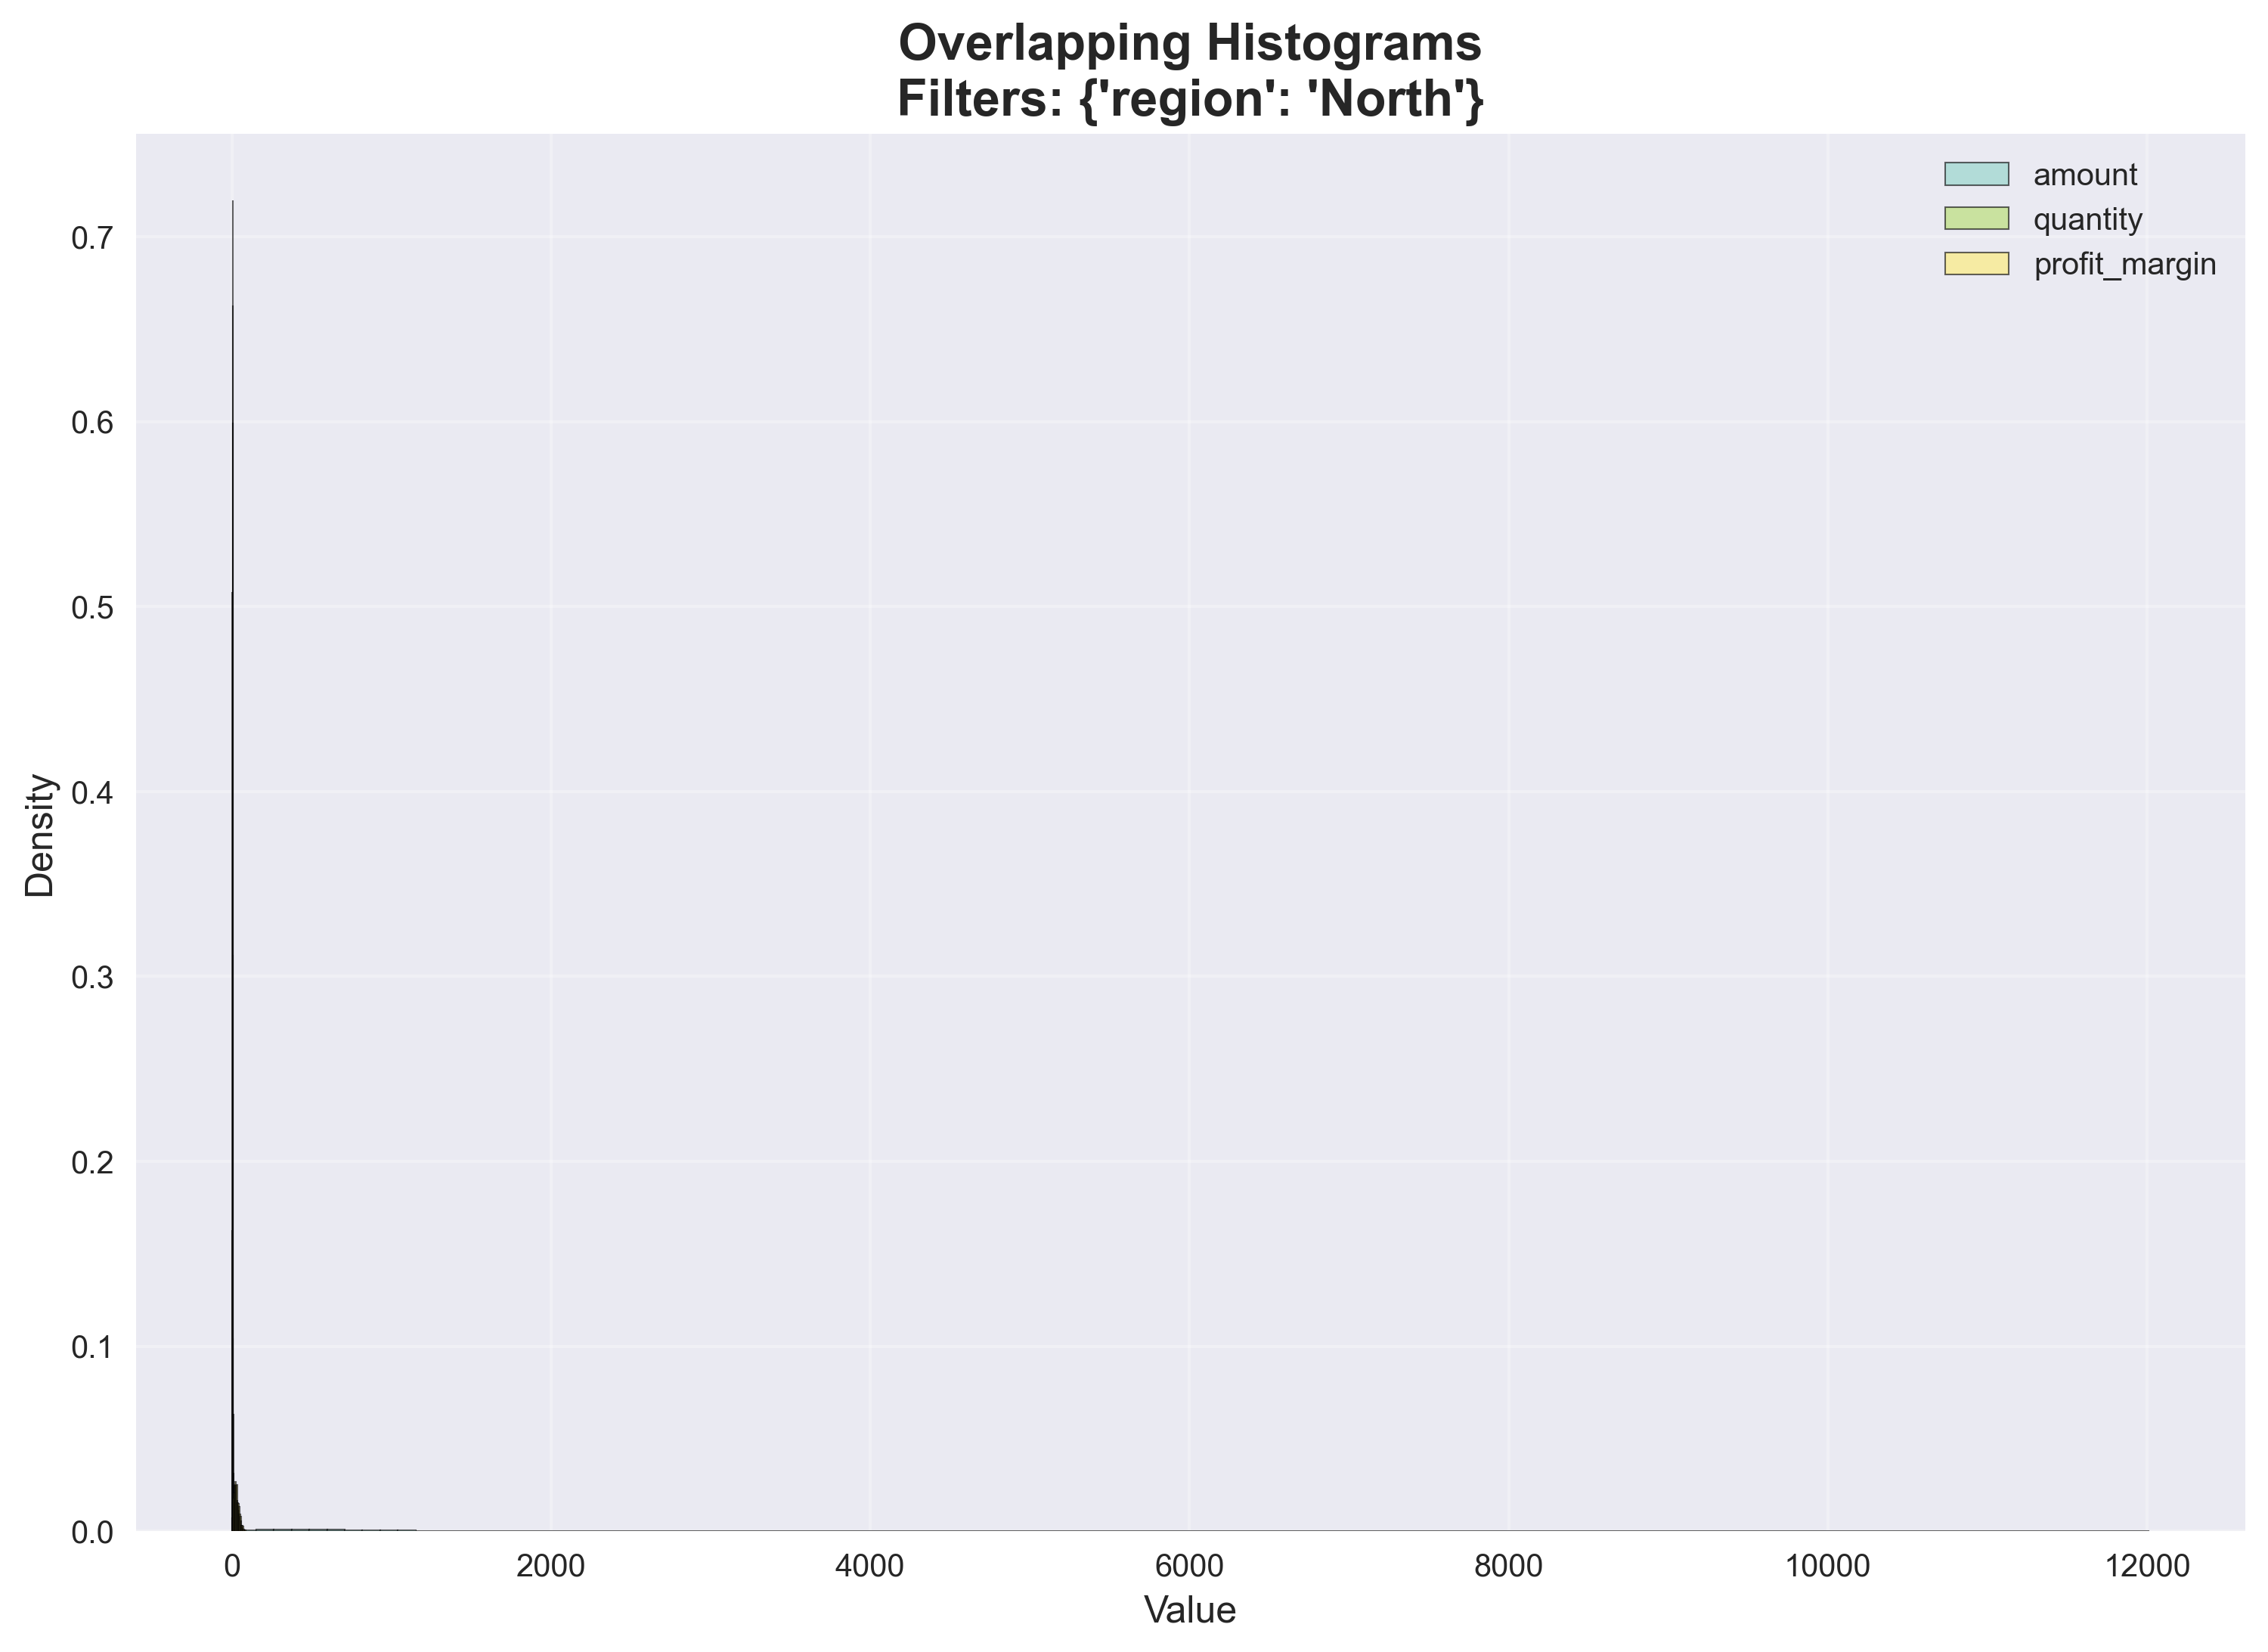 Overlapping Histograms
Filters: {'region': 'North'}
amount
quantity
profit_margin
0.7
0.6
0.5
0.4
0.3
0.2
0.1
0.0
Density
0 2000 4000 6000 8000 10000 12000
Value